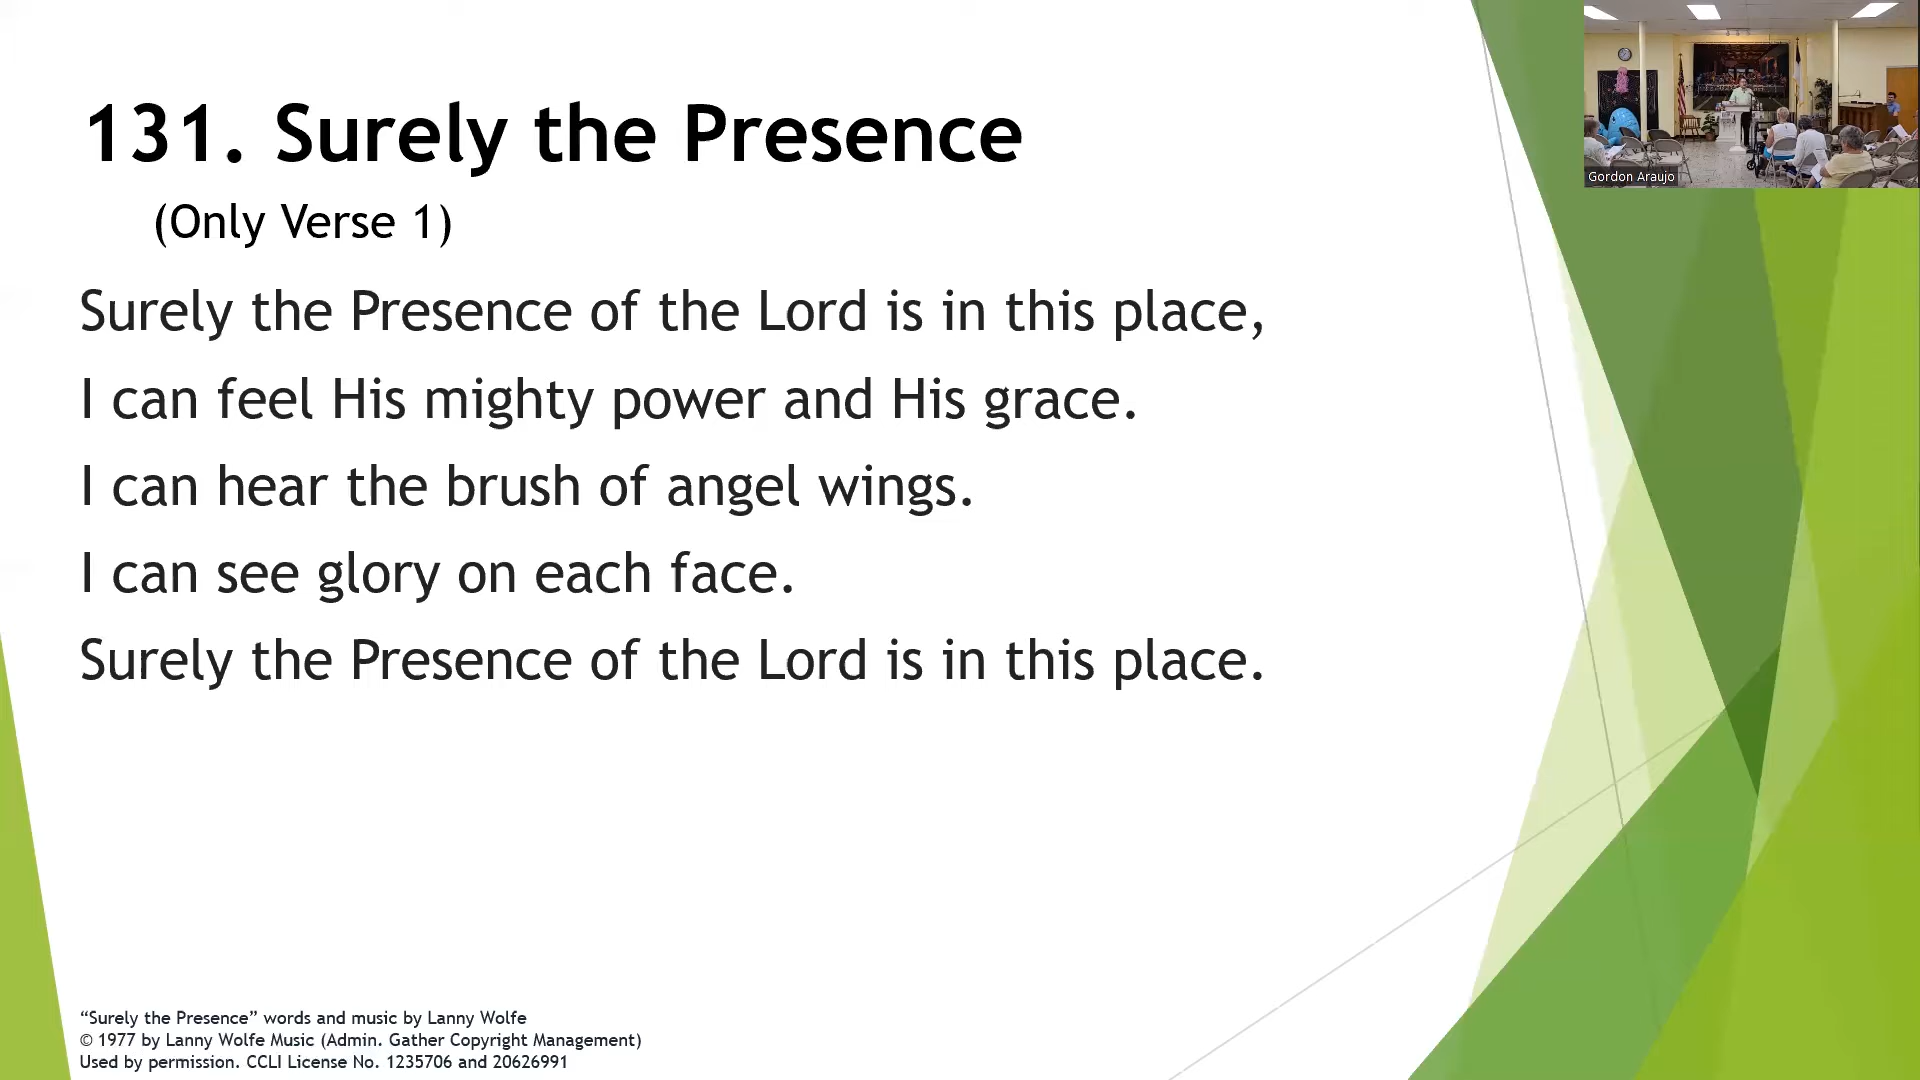 131. Surely the Presence
(Only Verse 1)
Surely the Presence of the Lord is in this place,
I can feel His mighty power and His grace.
I can hear the brush of angel wings.
I can see glory on each face.
Surely the Presence of the Lord is in this place.
“Surely the Presence” words and music by Lanny Wolfe
© 1977 by Lanny Wolfe Music (Admin. Gather Copyright Management)
Used by permission. CCLI License No. 1235706 and 20626991
Gordon Araujo